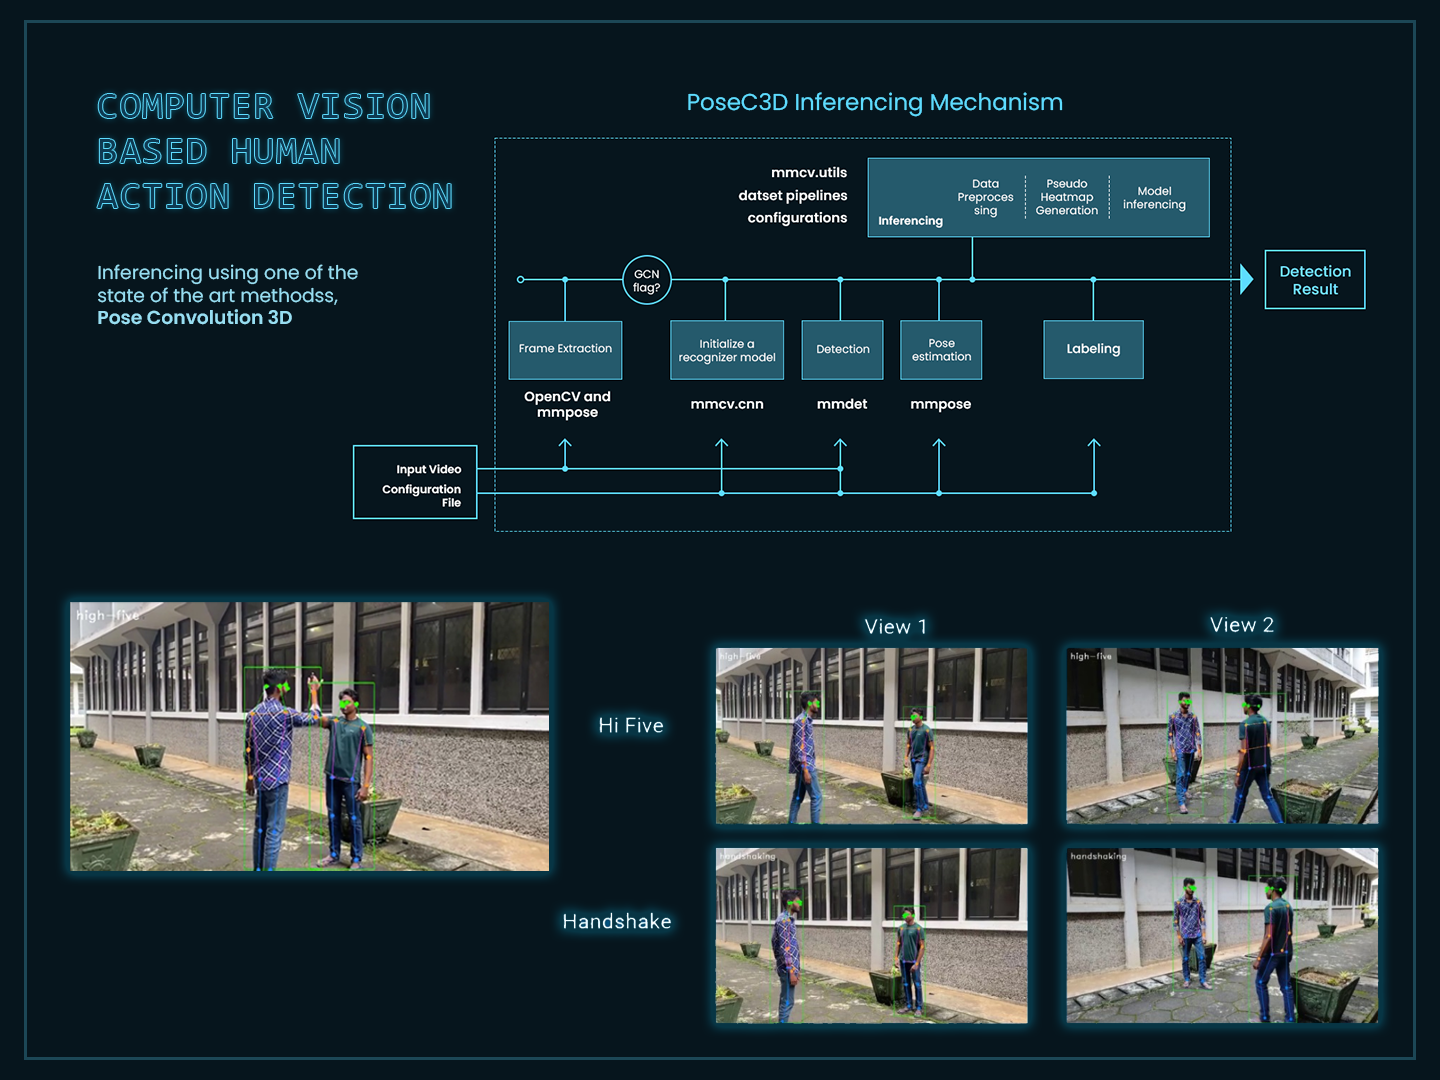 COMPUTER VISION
BASED HUMAN
ACTION DETECTION
Inferencing using one of the
state of the art methodss,
Pose Convolution 3D
PoseC3D Inferencing Mechanism
mmcv.utils
datset pipelines
configurations
Inferencing
Data
Preproces
sing
Pseudo
Heatmap
Generation
Model
inferencing
GCN
flag?
Detection
Result
Frame Extraction
Initialize a
recognizer model
Detection
Pose
estimation
Labeling
OpenCV and
mmpose
mmcv.cnn
mmdet
mmpose
Input Video
Configuration
File
high-five
View 1
View 2
Hi Five
high-five
high-five
Handshake
handshaking
handshaking